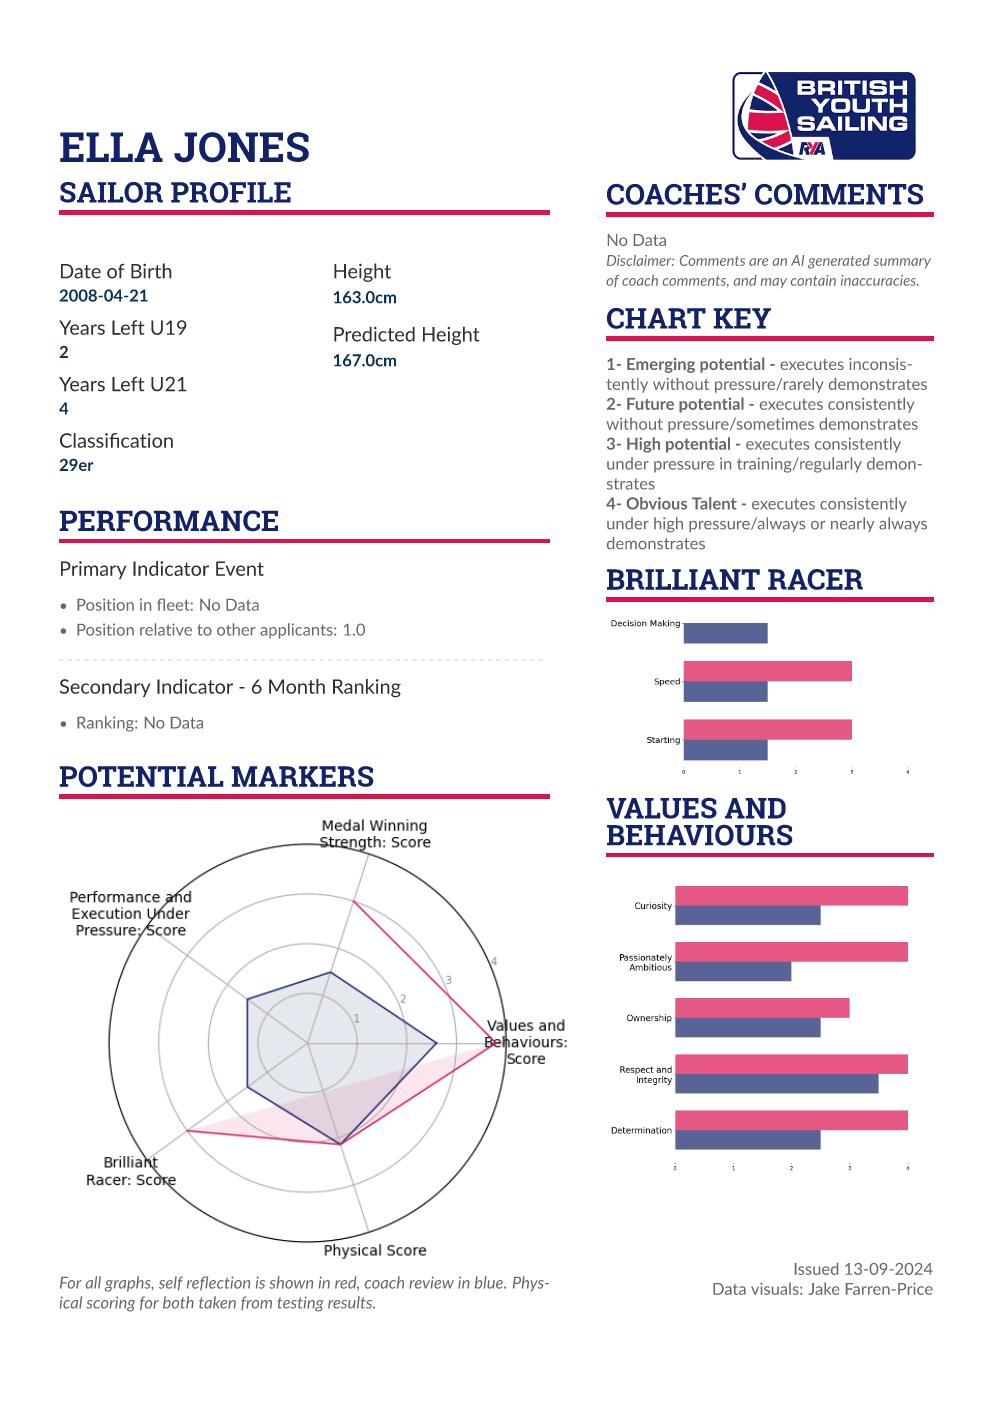 ELLA JONES
SAILOR PROFILE
Date of Birth
2008-04-21
Years Left U19
2
Years Left U21
4
Classification
29er
Height
163.0cm
Predicted Height
167.0cm
PERFORMANCE
Primary Indicator Event
• Position in fleet: No Data
• Position relative to other applicants: 1.0
Secondary Indicator - 6 Month Ranking
• Ranking: No Data
POTENTIAL MARKERS
Medal Winning
Strength: Score
Performance and
Execution Under
Pressure: Score
4
3
2
1
Values and
Behaviours:
Score
Brilliant
Racer: Score
Physical Score
For all graphs, self reflection is shown in red, coach review in blue. Phys-
ical scoring for both taken from testing results.
BRITISH
YOUTH
SAILING
RYA
COACHES' COMMENTS
No Data
Disclaimer: Comments are an AI generated summary
of coach comments, and may contain inaccuracies.
CHART KEY
1- Emerging potential - executes inconsis-
tently without pressure/rarely demonstrates
2- Future potential - executes consistently
without pressure/sometimes demonstrates
3- High potential - executes consistently
under pressure in training/regularly demon-
strates
4- Obvious Talent - executes consistently
under high pressure/always or nearly always
demonstrates
BRILLIANT RACER
Decision Making
Speed
Starting
0 1 2 3 4
VALUES AND
BEHAVIOURS
Curiosity
Passionately
Ambitious
Ownership
Respect and
Integrity
Determination
0 1 2 3 4
Issued 13-09-2024
Data visuals: Jake Farren-Price